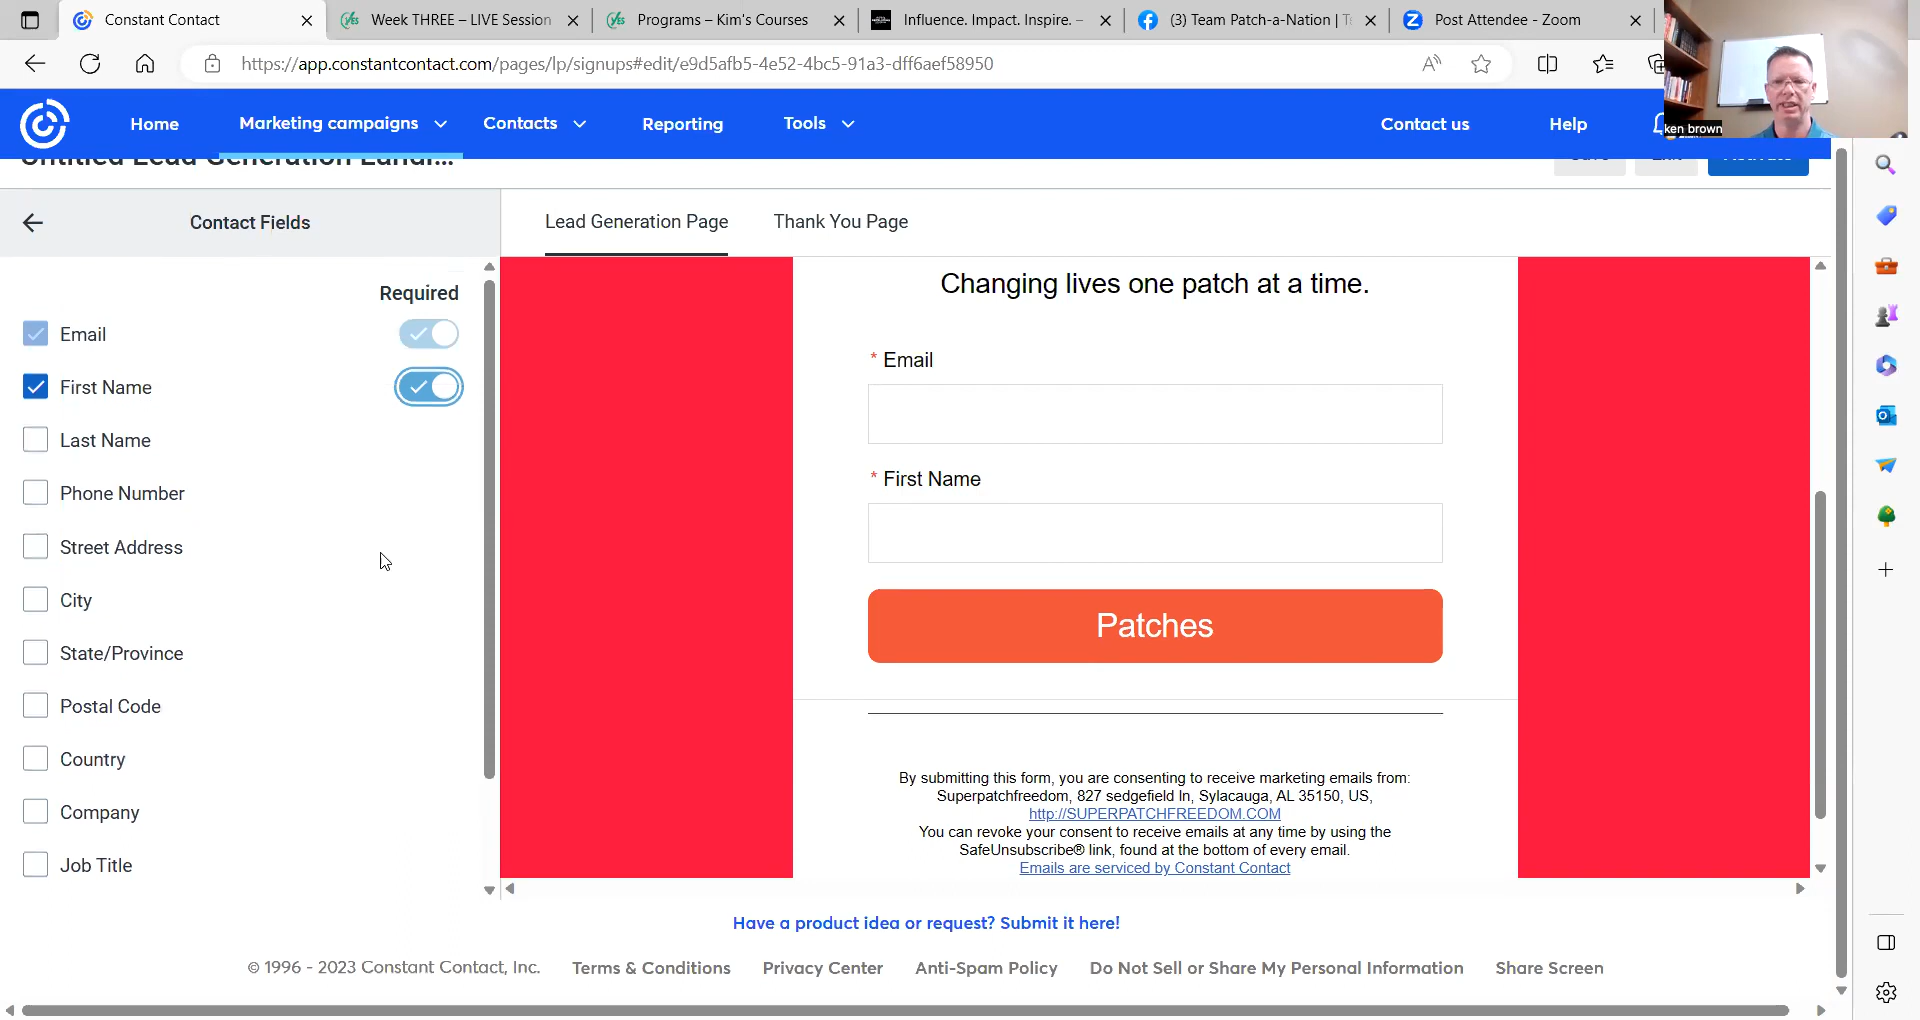 Constant Contact
Week THREE – LIVE Session
Programs – Kim's Courses
Influence. Impact. Inspire. –
(3) Team Patch-a-Nation |
Post Attendee - Zoom
https://app.constantcontact.com/pages/lp/signups#edit/e9d5afb5-4e52-4bc5-91a3-dff6aef58950
ken brown
Home
Marketing campaigns
Contacts
Reporting
Tools
Contact us
Help
Untitled Lead Generation Landi...
Contact Fields
Lead Generation Page
Thank You Page
Required
Email
First Name
Last Name
Phone Number
Street Address
City
State/Province
Postal Code
Country
Company
Job Title
Changing lives one patch at a time.
* Email
* First Name
Patches
By submitting this form, you are consenting to receive marketing emails from:
Superpatchfreedom, 827 sedgefield ln, Sylacauga, AL 35150, US,
http://SUPERPATCHFREEDOM.COM
You can revoke your consent to receive emails at any time by using the
SafeUnsubscribe® link, found at the bottom of every email.
Emails are serviced by Constant Contact
Have a product idea or request? Submit it here!
© 1996 - 2023 Constant Contact, Inc.
Terms & Conditions
Privacy Center
Anti-Spam Policy
Do Not Sell or Share My Personal Information
Share Screen